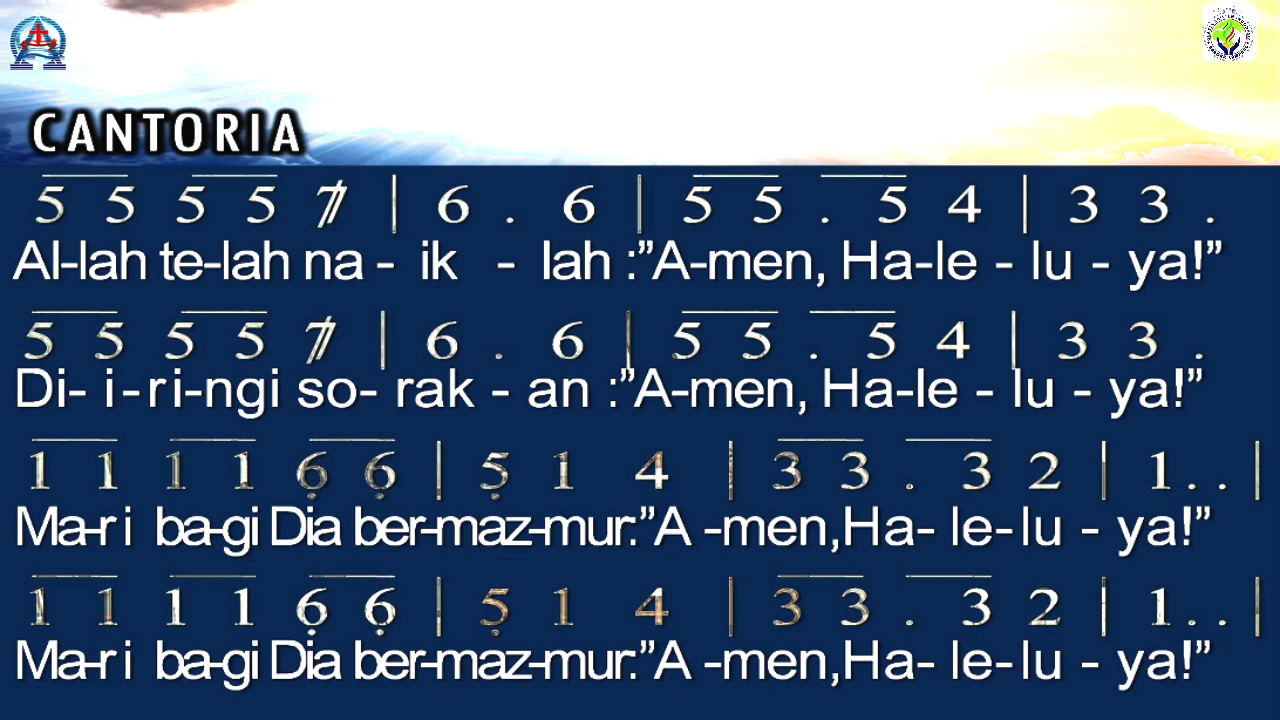 CANTORIA
5 5 5 5 7 | 6 . 6 | 5 5 . 5 4 | 3 3 .
Al-lah te-lah na - ik - lah :”A-men, Ha-le - lu - ya!”
5 5 5 5 7 | 6 . 6 | 5 5 . 5 4 | 3 3 .
Di- i-ri-ngi so- rak - an :”A-men, Ha-le - lu - ya!”
1 1 1 1 6 6 | 5 1 4 | 3 3 . 3 2 | 1 . . |
Ma-ri ba-gi Dia ber-maz-mur:”A -men,Ha- le-lu - ya!”
1 1 1 1 6 6 | 5 1 4 | 3 3 . 3 2 | 1 . . |
Ma-ri ba-gi Dia ber-maz-mur:”A -men,Ha- le-lu - ya!”